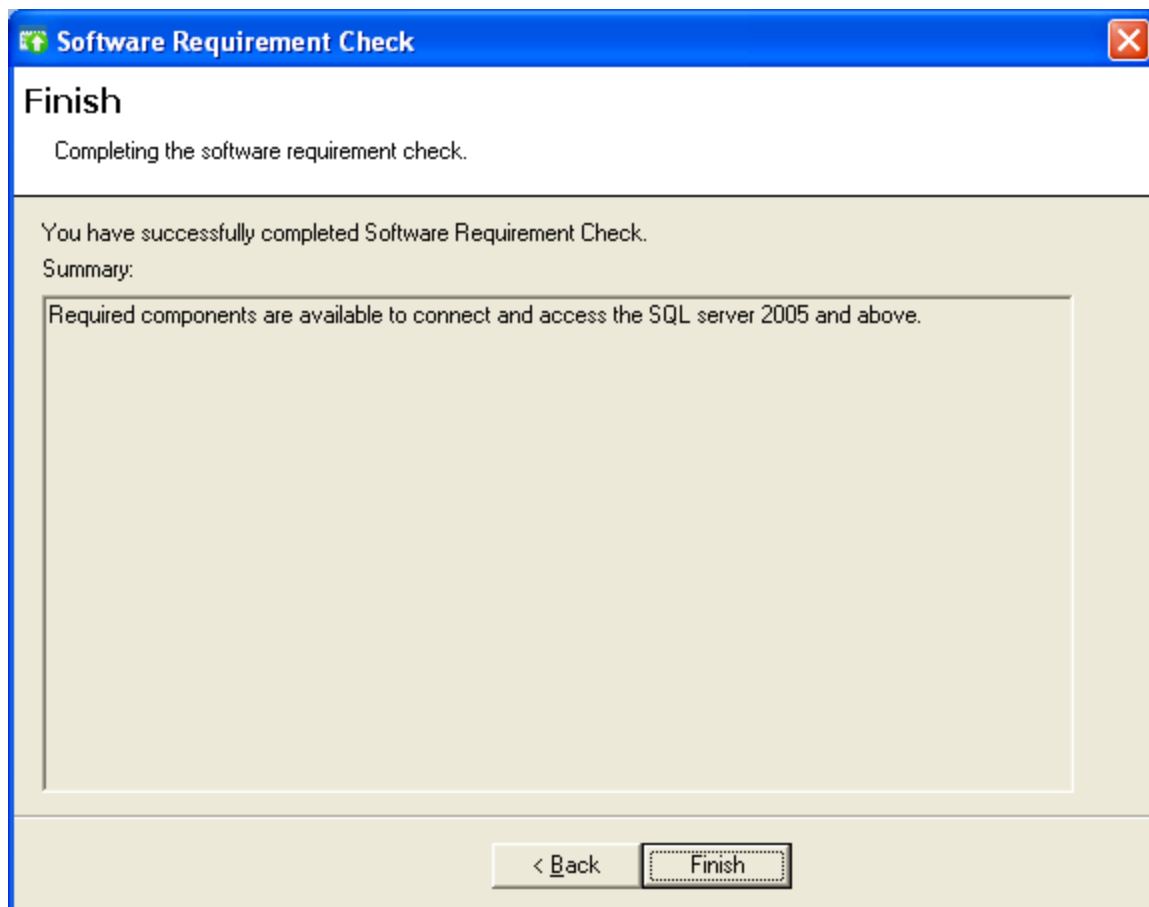 Software Requirement Check
Finish
Completing the software requirement check.
You have successfully completed Software Requirement Check.
Summary:
Required components are available to connect and access the SQL server 2005 and above.
< Back
Finish